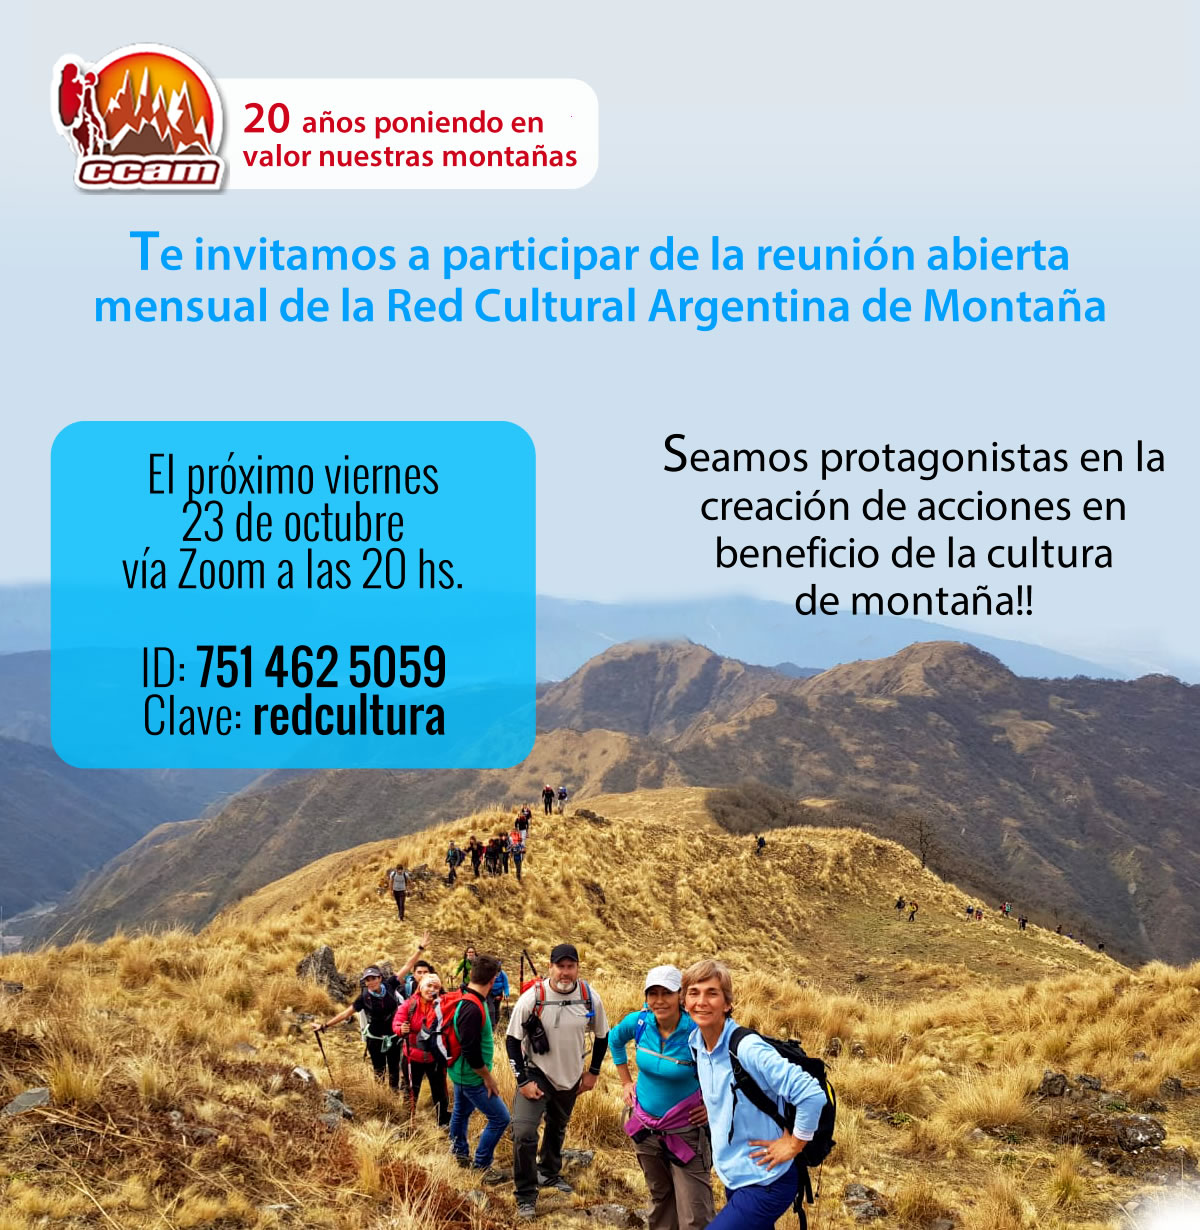 ccam
20 años poniendo en
valor nuestras montañas
Te invitamos a participar de la reunión abierta
mensual de la Red Cultural Argentina de Montaña
El próximo viernes
23 de octubre
vía Zoom a las 20 hs.
ID: 751 462 5059
Clave: redcultura
Seamos protagonistas en la
creación de acciones en
beneficio de la cultura
de montaña!!